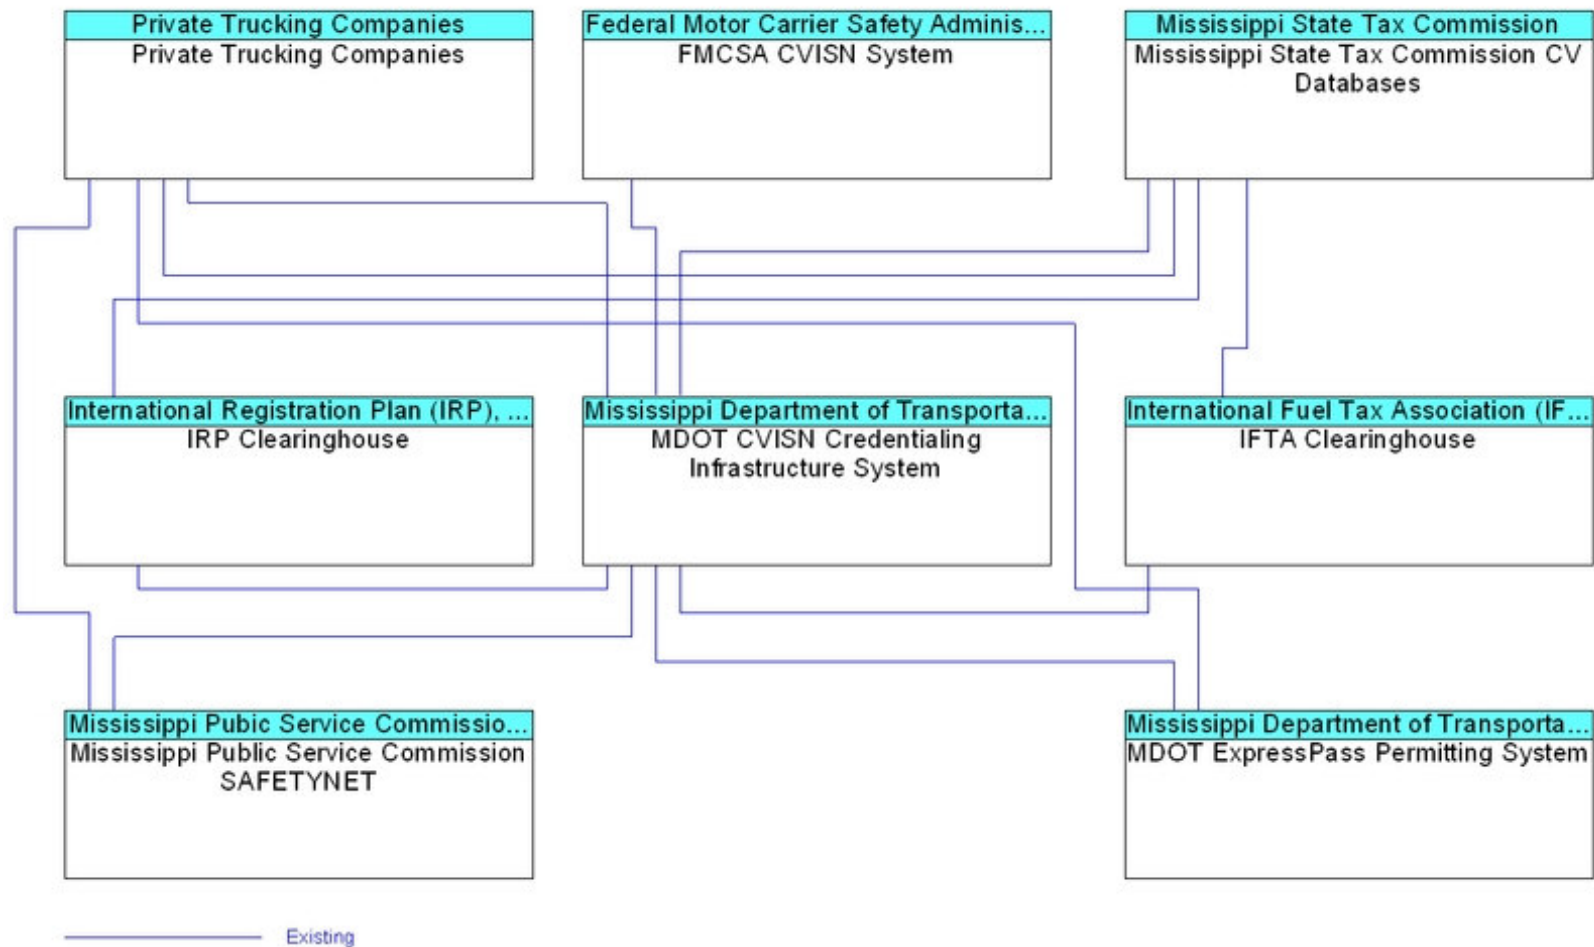 Private Trucking Companies
Private Trucking Companies
Federal Motor Carrier Safety Adminis...
FMCSA CVISN System
Mississippi State Tax Commission
Mississippi State Tax Commission CV
Databases
International Registration Plan (IRP), ...
IRP Clearinghouse
Mississippi Department of Transporta...
MDOT CVISN Credentialing
Infrastructure System
International Fuel Tax Association (IF...
IFTA Clearinghouse
Mississippi Pubic Service Commissio...
Mississippi Public Service Commission
SAFETYNET
Mississippi Department of Transporta...
MDOT ExpressPass Permitting System
Existing